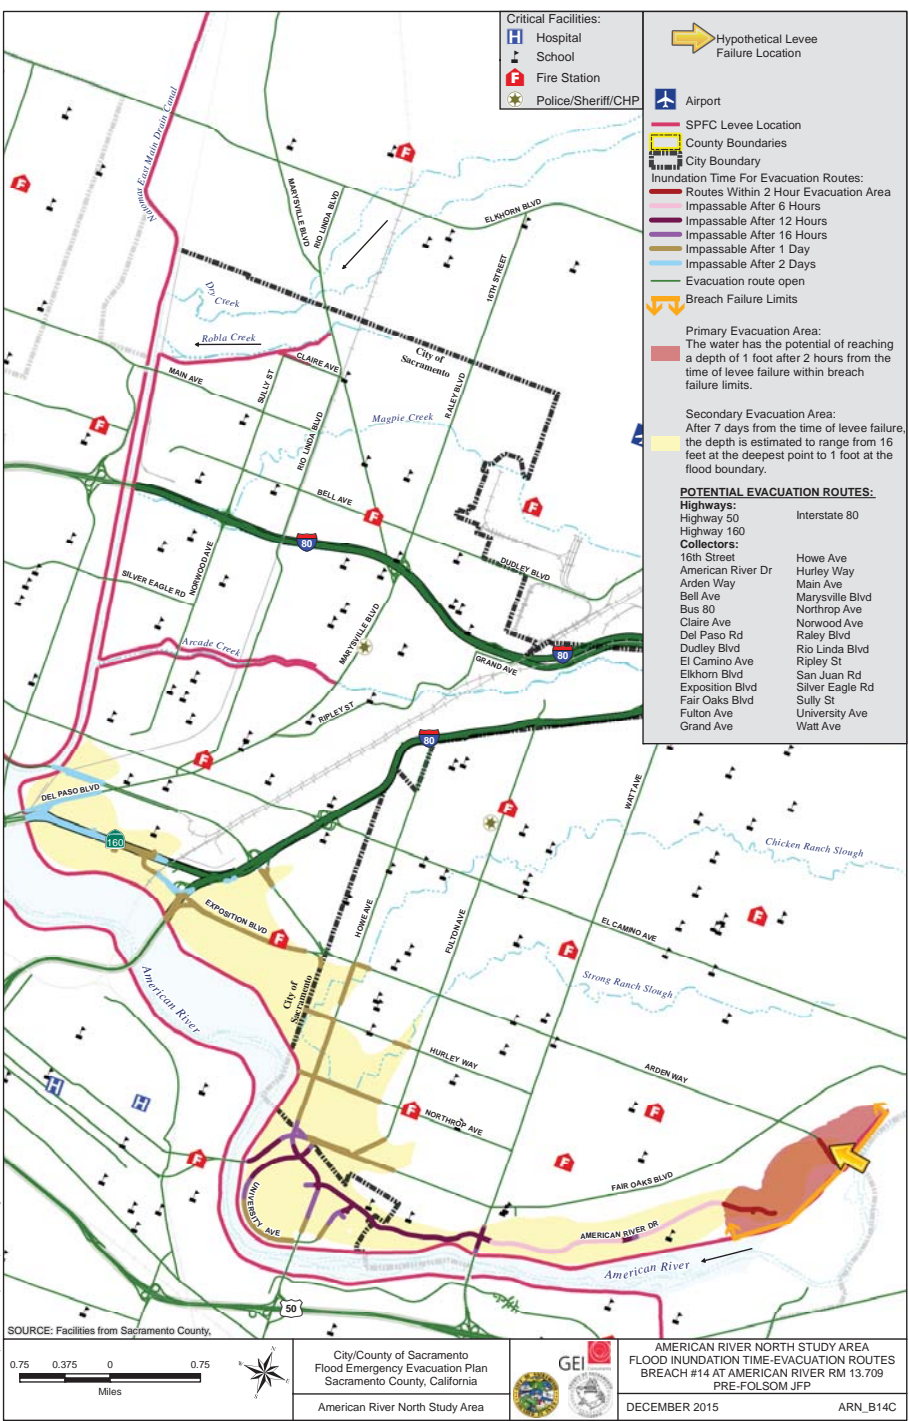 Critical Facilities:
H Hospital
School
F Fire Station
Police/Sheriff/CHP
Hypothetical Levee
Failure Location
Airport
SPFC Levee Location
County Boundaries
City Boundary
Inundation Time For Evacuation Routes:
Routes Within 2 Hour Evacuation Area
Impassable After 6 Hours
Impassable After 12 Hours
Impassable After 16 Hours
Impassable After 1 Day
Impassable After 2 Days
Evacuation route open
Breach Failure Limits
Primary Evacuation Area:
The water has the potential of reaching
a depth of 1 foot after 2 hours from the
time of levee failure within breach
failure limits.
Secondary Evacuation Area:
After 7 days from the time of levee failure,
the depth is estimated to range from 16
feet at the deepest point to 1 foot at the
flood boundary.
POTENTIAL EVACUATION ROUTES:
Highways:
Highway 50
Highway 160
Interstate 80
Collectors:
16th Street
American River Dr
Arden Way
Bell Ave
Bus 80
Claire Ave
Del Paso Rd
Dudley Blvd
El Camino Ave
Elkhorn Blvd
Exposition Blvd
Fair Oaks Blvd
Fulton Ave
Grand Ave
Howe Ave
Hurley Way
Main Ave
Marysville Blvd
Northrop Ave
Norwood Ave
Raley Blvd
Rio Linda Blvd
Ripley St
San Juan Rd
Silver Eagle Rd
Sully St
University Ave
Watt Ave
Natomas East Main Drain Canal
MARYSVILLE BLVD
RIO LINDA BLVD
ELKHORN BLVD
16TH STREET
Dry
Creek
Robla Creek
City of
Sacramento
CLAIRE AVE
MAIN AVE
SULLY ST
RALEY BLVD
Magpie Creek
RIO LINDA BLVD
BELL AVE
80
DUDLEY BLVD
NORWOOD AVE
SILVER EAGLE RD
MARYSVILLE BLVD
Arcade Creek
80
GRAND AVE
RIPLEY ST
80
DEL PASO BLVD
WATT AVE
160
Chicken Ranch Slough
EXPOSITION BLVD
HOWE AVE
FULTON AVE
EL CAMINO AVE
American River
City of
Sacramento
Strong Ranch Slough
HURLEY WAY
ARDEN WAY
H
H
NORTHROP AVE
FAIR OAKS BLVD
UNIVERSITY AVE
AMERICAN RIVER DR
American River
50
SOURCE: Facilities from Sacramento County,
0.75 0.375 0 0.75
Miles
N
E
S
W
City/County of Sacramento
Flood Emergency Evacuation Plan
Sacramento County, California
American River North Study Area
GEI
AMERICAN RIVER NORTH STUDY AREA
FLOOD INUNDATION TIME-EVACUATION ROUTES
BREACH #14 AT AMERICAN RIVER RM 13.709
PRE-FOLSOM JFP
DECEMBER 2015 ARN_B14C